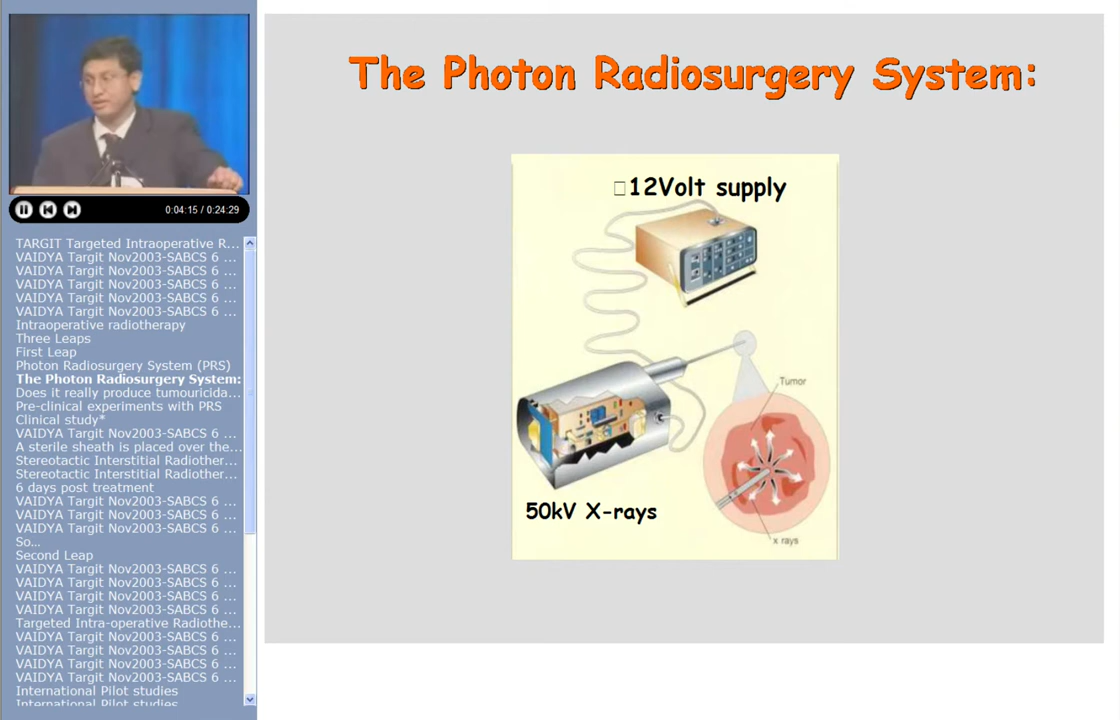 0:04:15 / 0:24:29
TARGIT Targeted Intraoperative R...
VAIDYA Targit Nov2003-SABCS 6 ...
VAIDYA Targit Nov2003-SABCS 6 ...
VAIDYA Targit Nov2003-SABCS 6 ...
VAIDYA Targit Nov2003-SABCS 6 ...
VAIDYA Targit Nov2003-SABCS 6 ...
Intraoperative radiotherapy
Three Leaps
First Leap
Photon Radiosurgery System (PRS)
The Photon Radiosurgery System:
Does it really produce tumouricida...
Pre-clinical experiments with PRS
Clinical study*
VAIDYA Targit Nov2003-SABCS 6 ...
A sterile sheath is placed over the...
Stereotactic Interstitial Radiother...
Stereotactic Interstitial Radiother...
6 days post treatment
VAIDYA Targit Nov2003-SABCS 6 ...
VAIDYA Targit Nov2003-SABCS 6 ...
VAIDYA Targit Nov2003-SABCS 6 ...
So...
Second Leap
VAIDYA Targit Nov2003-SABCS 6 ...
VAIDYA Targit Nov2003-SABCS 6 ...
VAIDYA Targit Nov2003-SABCS 6 ...
VAIDYA Targit Nov2003-SABCS 6 ...
Targeted Intra-operative Radiothe...
VAIDYA Targit Nov2003-SABCS 6 ...
VAIDYA Targit Nov2003-SABCS 6 ...
VAIDYA Targit Nov2003-SABCS 6 ...
VAIDYA Targit Nov2003-SABCS 6 ...
International Pilot studies
International Pilot studies
The Photon Radiosurgery System:
12Volt supply
Tumor
50kV X-rays
x rays